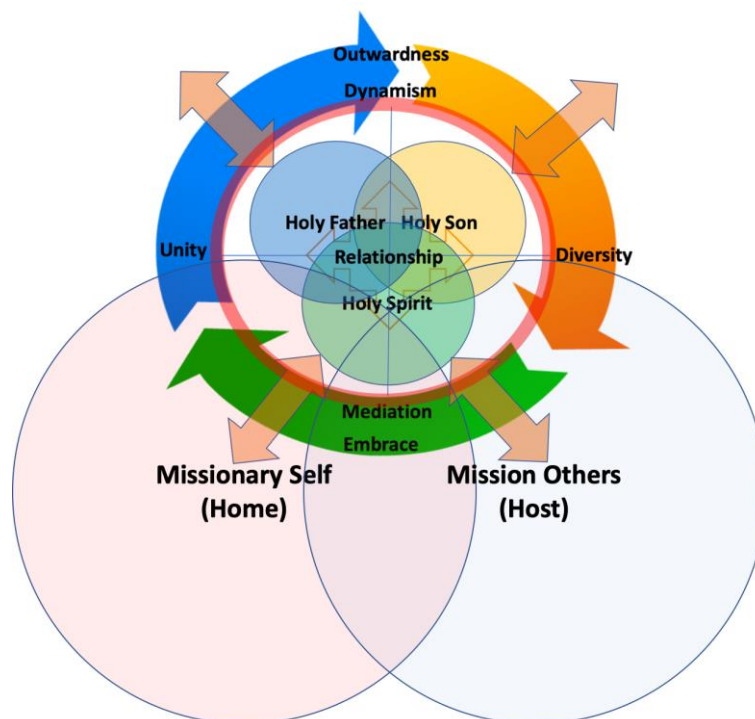 Outwardness
Dynamism
Holy Father
Holy Son
Unity
Relationship
Diversity
Holy Spirit
Mediation
Embrace
Missionary Self
(Home)
Mission Others
(Host)